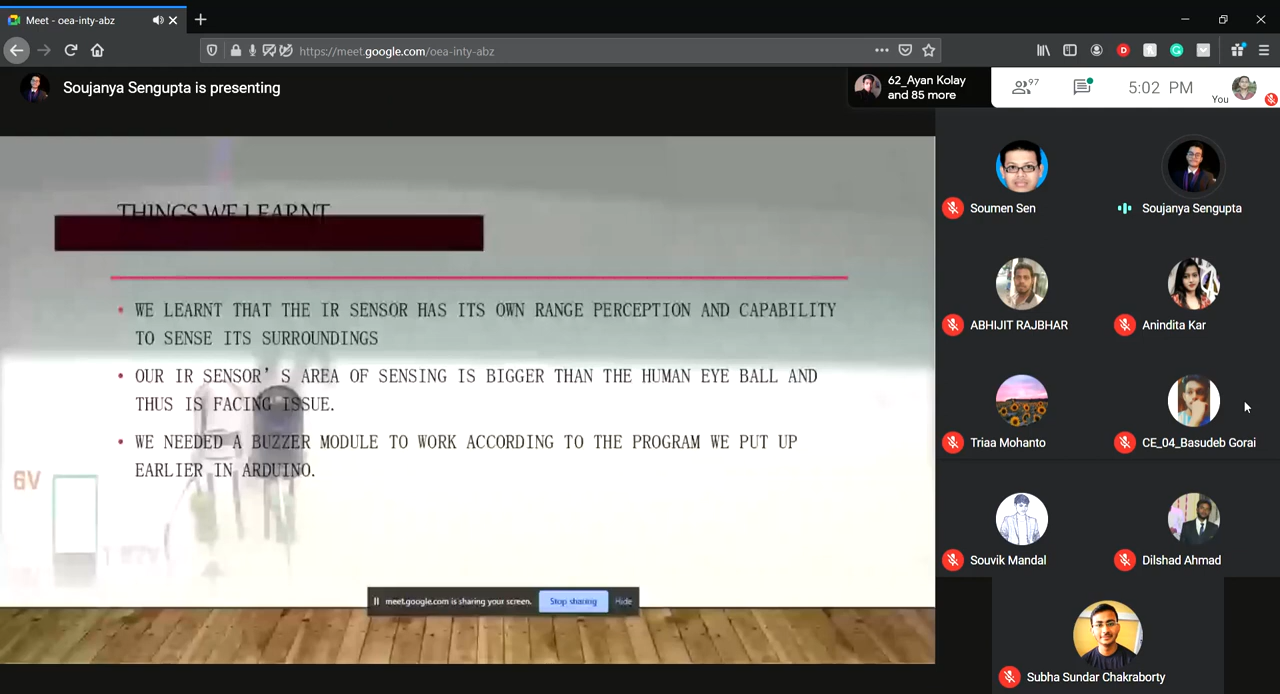 Meet - oea-inty-abz
https://meet.google.com/oea-inty-abz
Soujanya Sengupta is presenting
62_Ayan Kolay
and 85 more
97
5:02 PM
You
THINGS WE LEARNT
• WE LEARNT THAT THE IR SENSOR HAS ITS OWN RANGE PERCEPTION AND CAPABILITY
TO SENSE ITS SURROUNDINGS
• OUR IR SENSOR'S AREA OF SENSING IS BIGGER THAN THE HUMAN EYE BALL AND
THUS IS FACING ISSUE.
• WE NEEDED A BUZZER MODULE TO WORK ACCORDING TO THE PROGRAM WE PUT UP
EARLIER IN ARDUINO.
6V
meet.google.com is sharing your screen.
Stop sharing
Hide
Soumen Sen
Soujanya Sengupta
ABHIJIT RAJBHAR
Anindita Kar
Triaa Mohanto
CE_04_Basudeb Gorai
Souvik Mandal
Dilshad Ahmad
Subha Sundar Chakraborty